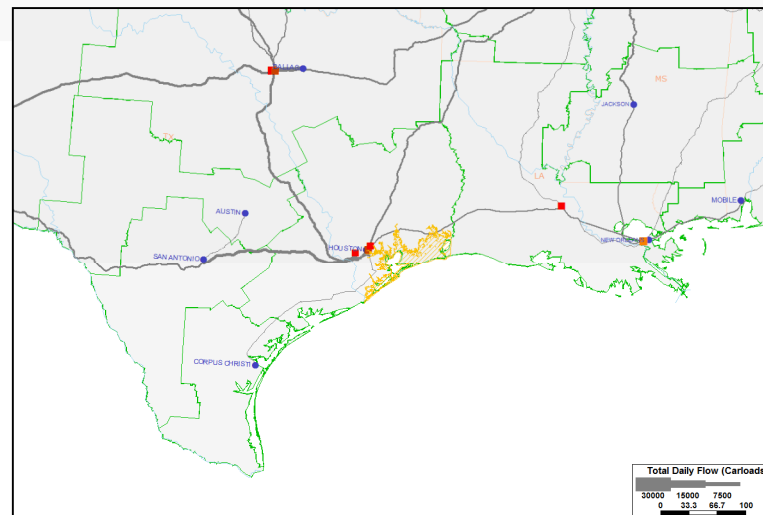 DALLAS
MS
JACKSON
TX
LA
AUSTIN
MOBILE
HOUSTON
NEW ORLEANS
SAN ANTONIO
CORPUS CHRISTI
Total Daily Flow (Carloads
30000 15000 7500
0 33.3 66.7 100